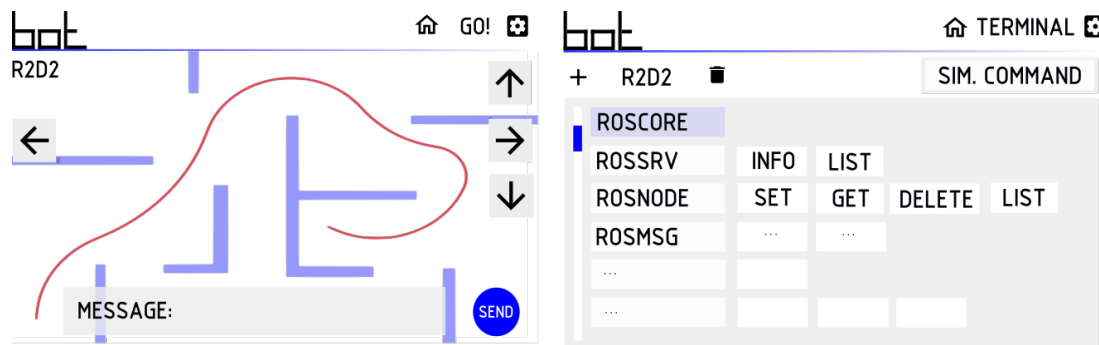 bot
GO!
R2D2
MESSAGE:
SEND
bot
TERMINAL
+ R2D2
SIM. COMMAND
ROSCORE
ROSSRV INFO LIST
ROSNODE SET GET DELETE LIST
ROSMSG ... ...
...
...